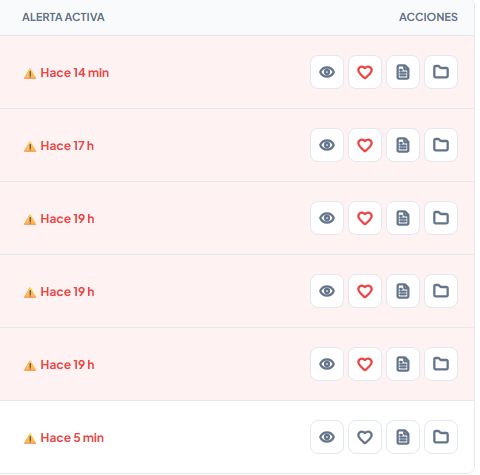 ALERTA ACTIVA ACCIONES
Hace 14 min
Hace 17 h
Hace 19 h
Hace 19 h
Hace 19 h
Hace 5 min